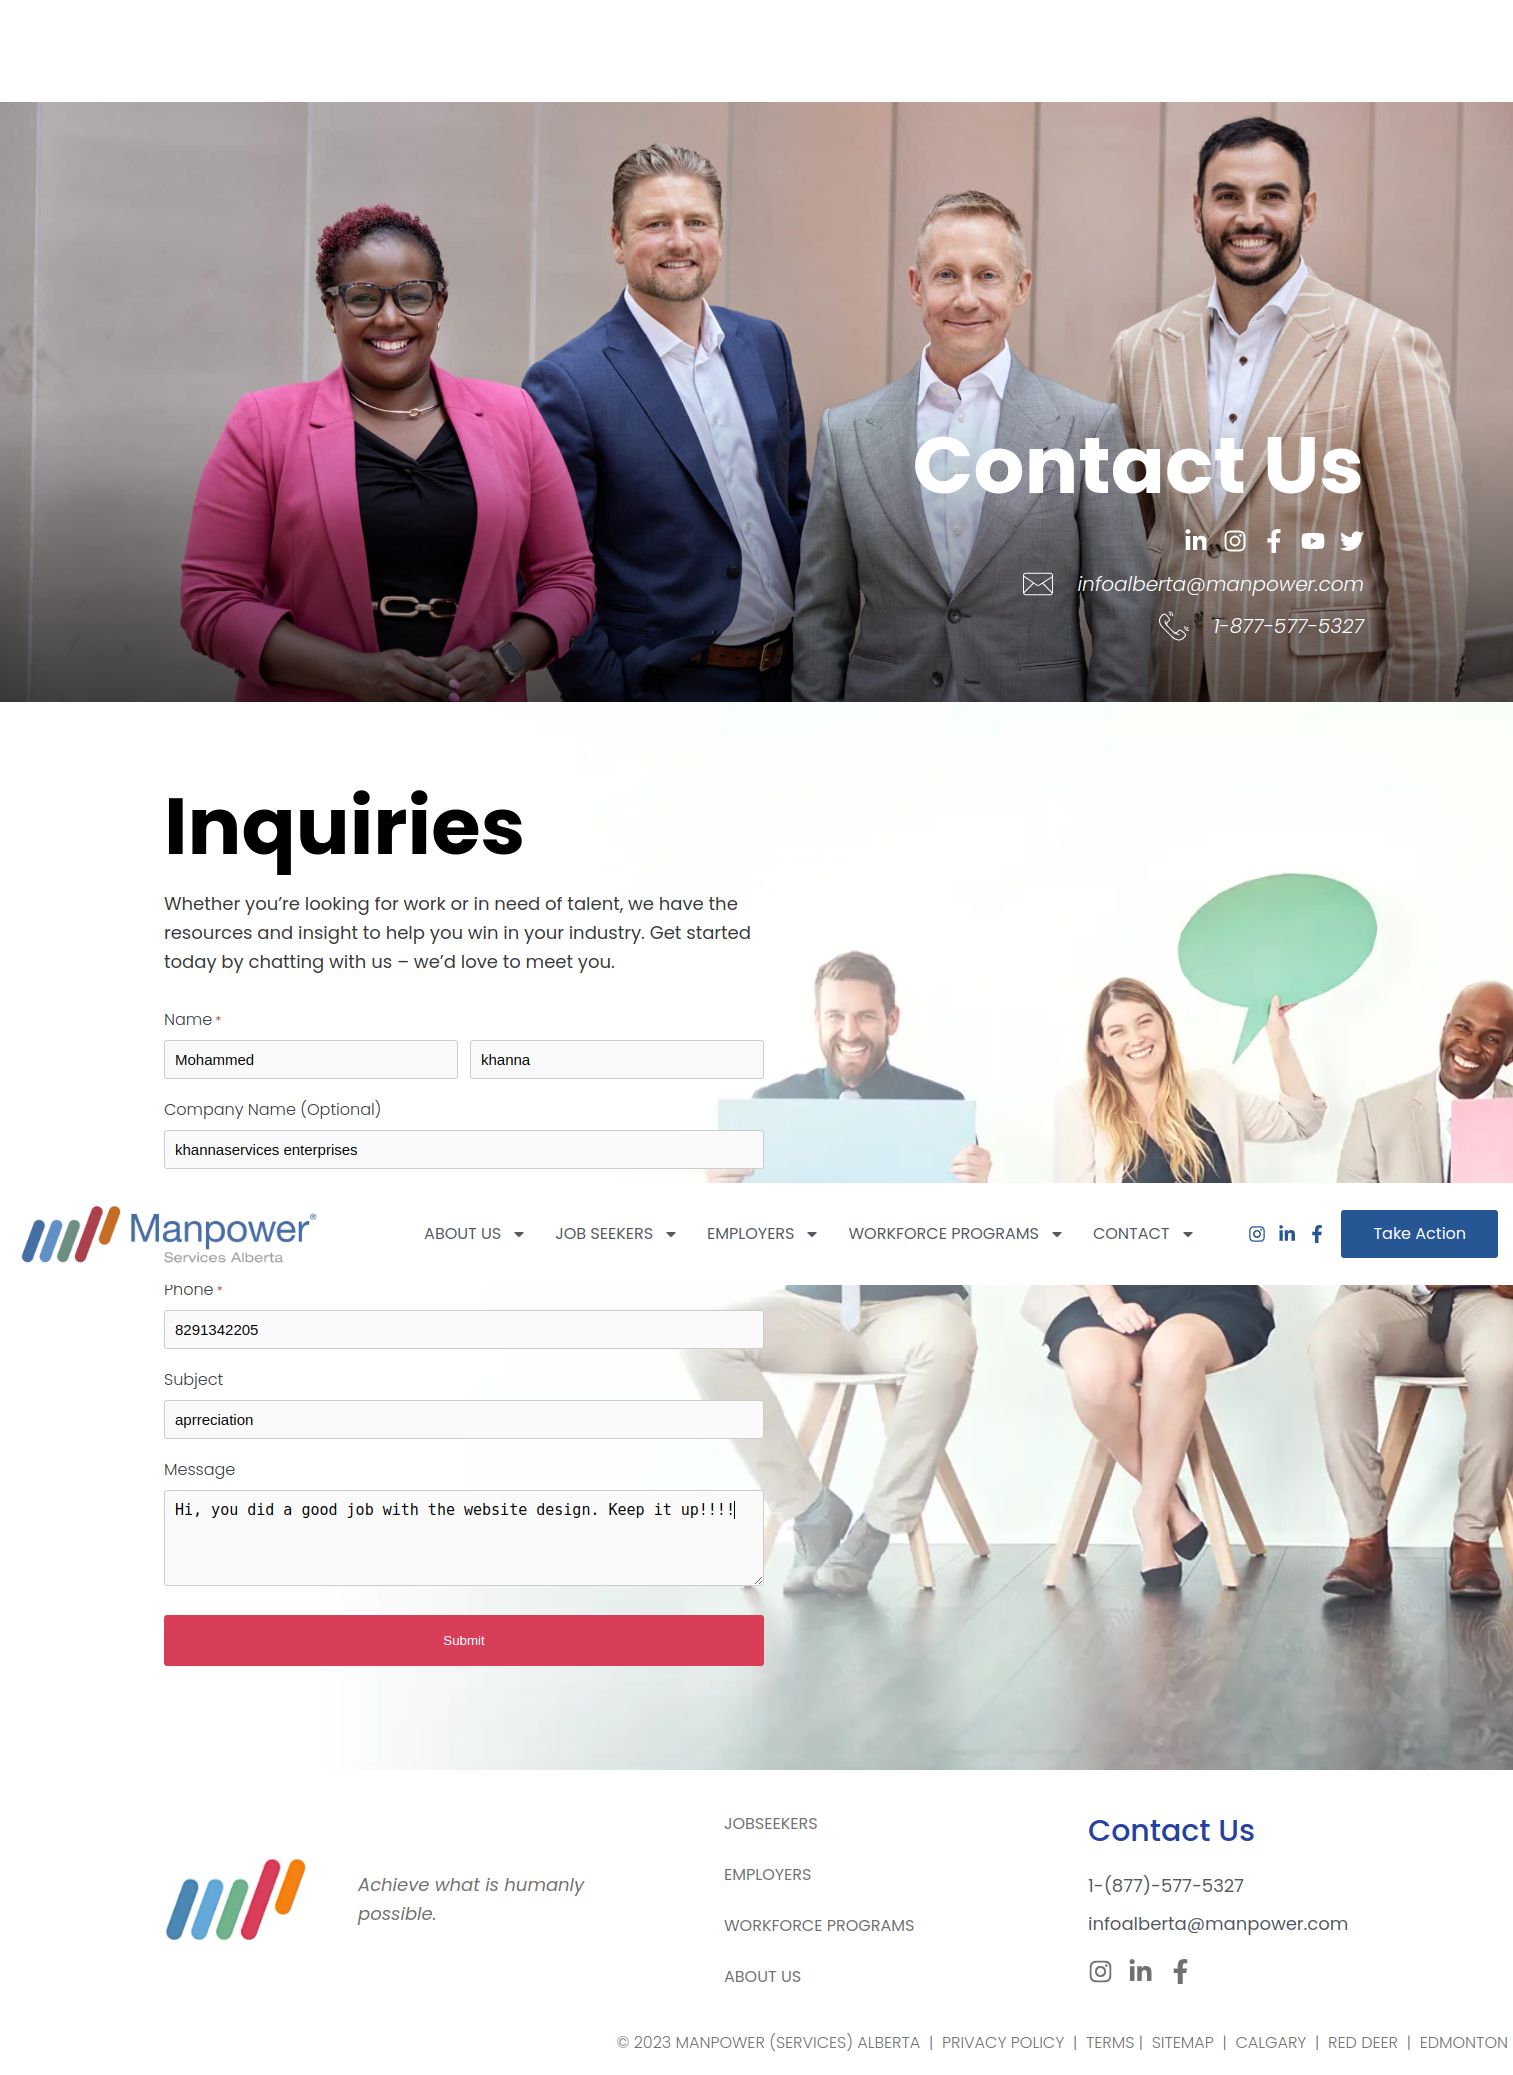 Contact Us
infoalberta@manpower.com
1-877-577-5327
Inquiries
Whether you’re looking for work or in need of talent, we have the
resources and insight to help you win in your industry. Get started
today by chatting with us – we’d love to meet you.
Name *
Mohammed khanna
Company Name (Optional)
khannaservices enterprises
Manpower®
Services Alberta
ABOUT US JOB SEEKERS EMPLOYERS WORKFORCE PROGRAMS CONTACT Take Action
Phone *
8291342205
Subject
aprreciation
Message
Hi, you did a good job with the website design. Keep it up!!!!
Submit
Achieve what is humanly
possible.
JOBSEEKERS
EMPLOYERS
WORKFORCE PROGRAMS
ABOUT US
Contact Us
1-(877)-577-5327
infoalberta@manpower.com
© 2023 MANPOWER (SERVICES) ALBERTA | PRIVACY POLICY | TERMS | SITEMAP | CALGARY | RED DEER | EDMONTON